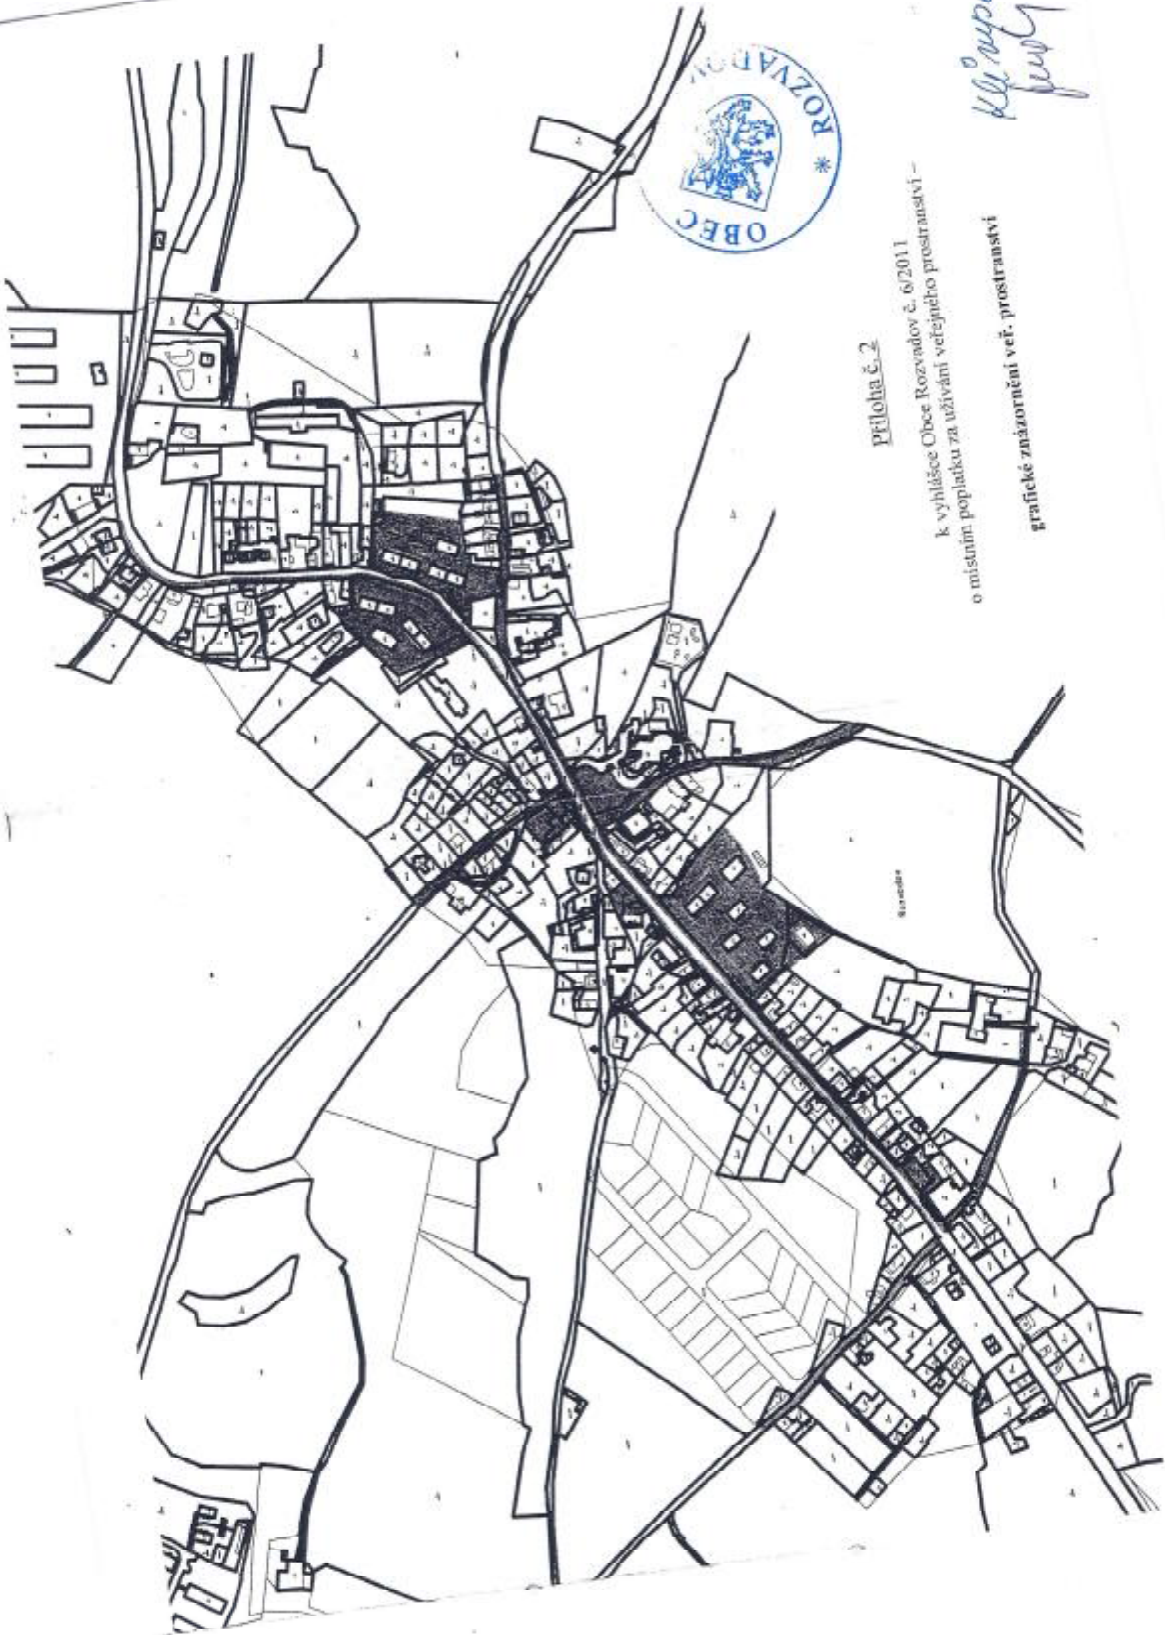 Příloha č. 2
k vyhlášce Obce Rozvadov č. 6/2011
o místním poplatku za užívání veřejného prostranství –
grafické znázornění veř. prostranství
OBEC ROZVADOV *
Rozvadov